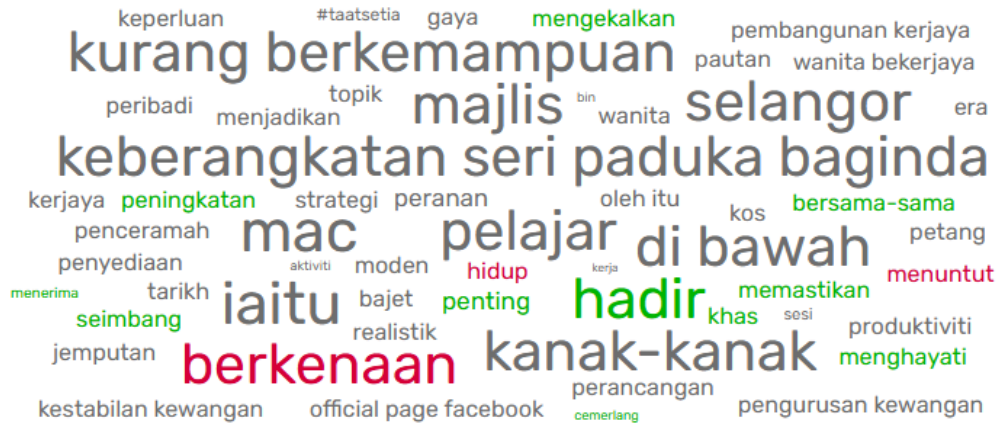 keperluan #taatsetia gaya mengekalkan
kurang berkemampuan pembangunan kerjaya
pautan wanita bekerjaya
peribadi menjadikan topik majlis bin wanita selangor era
keberangkatan seri paduka baginda
kerjaya peningkatan strategi peranan oleh itu kos bersama-sama
penceramah mac pelajar di bawah petang
penyediaan aktiviti moden hidup kerja menuntut
menerima tarikh iaitu bajet penting hadir memastikan
seimbang realistik khas sesi produktiviti
jemputan berkenaan kanak-kanak menghayati
perancangan
kestabilan kewangan official page facebook cemerlang pengurusan kewangan